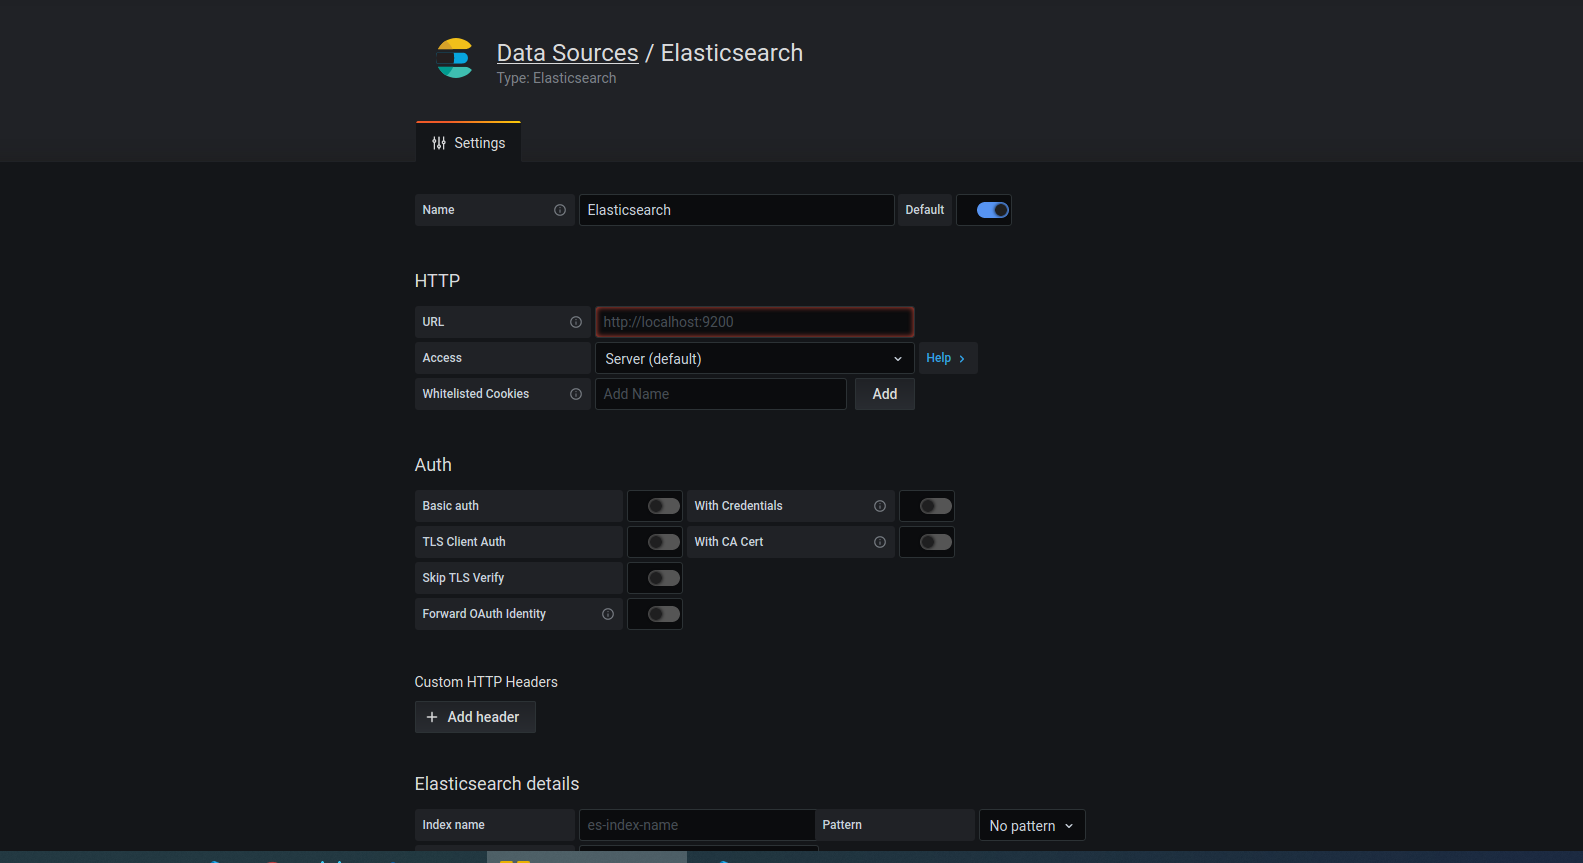 Data Sources / Elasticsearch
Type: Elasticsearch
Settings
Name Elasticsearch Default
HTTP
URL http://localhost:9200
Access Server (default) Help
Whitelisted Cookies Add Name Add
Auth
Basic auth With Credentials
TLS Client Auth With CA Cert
Skip TLS Verify
Forward OAuth Identity
Custom HTTP Headers
Add header
Elasticsearch details
Index name es-index-name Pattern No pattern